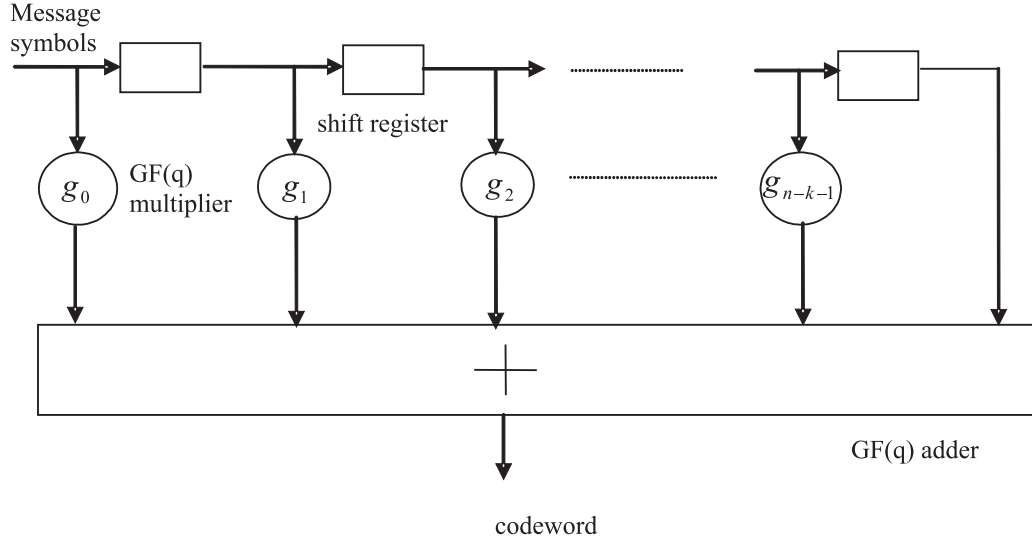 Message
symbols
shift register
g₀
GF(q)
multiplier
g₁
g₂
gₙ₋ₖ₋₁
+
GF(q) adder
codeword